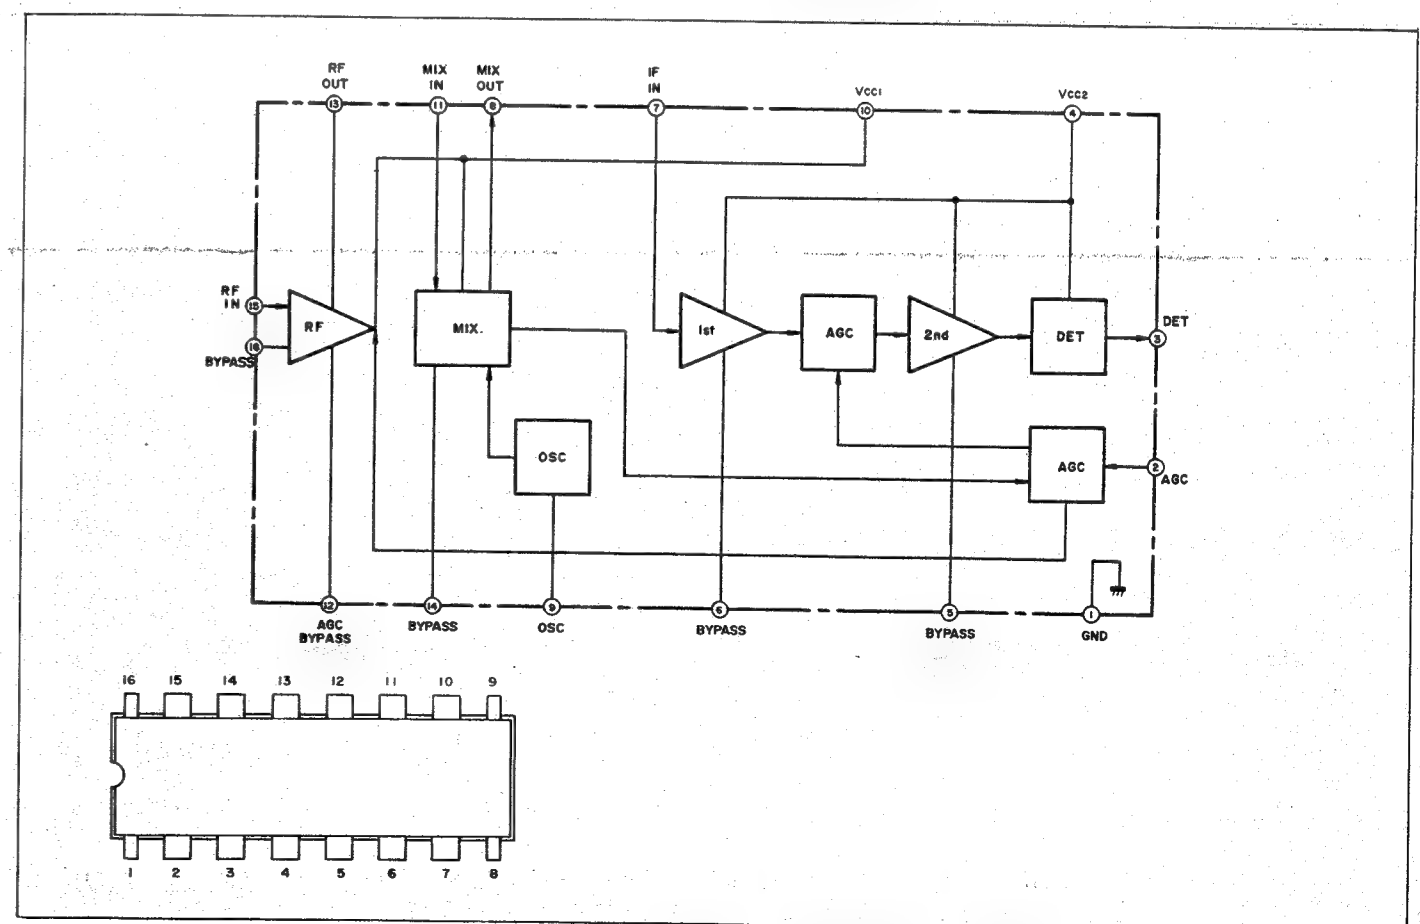 RF
OUT
MIX
IN
MIX
OUT
IF
IN
VCC1
VCC2
13
11
8
7
10
4
RF
IN
15
16
BYPASS
RF
MIX.
1st
AGC
2nd
DET
DET
3
OSC
AGC
2
AGC
12
14
9
6
5
1
AGC
BYPASS
BYPASS
OSC
BYPASS
BYPASS
GND
16 15 14 13 12 11 10 9
1 2 3 4 5 6 7 8